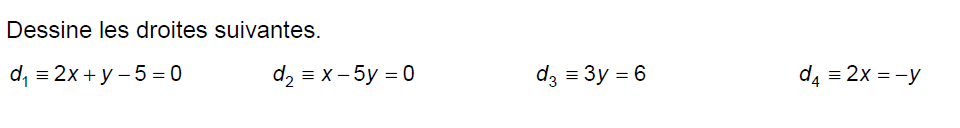 Dessine les droites suivantes.
d₁ ≡ 2x + y − 5 = 0 d₂ ≡ x − 5y = 0 d₃ ≡ 3y = 6 d₄ ≡ 2x = −y